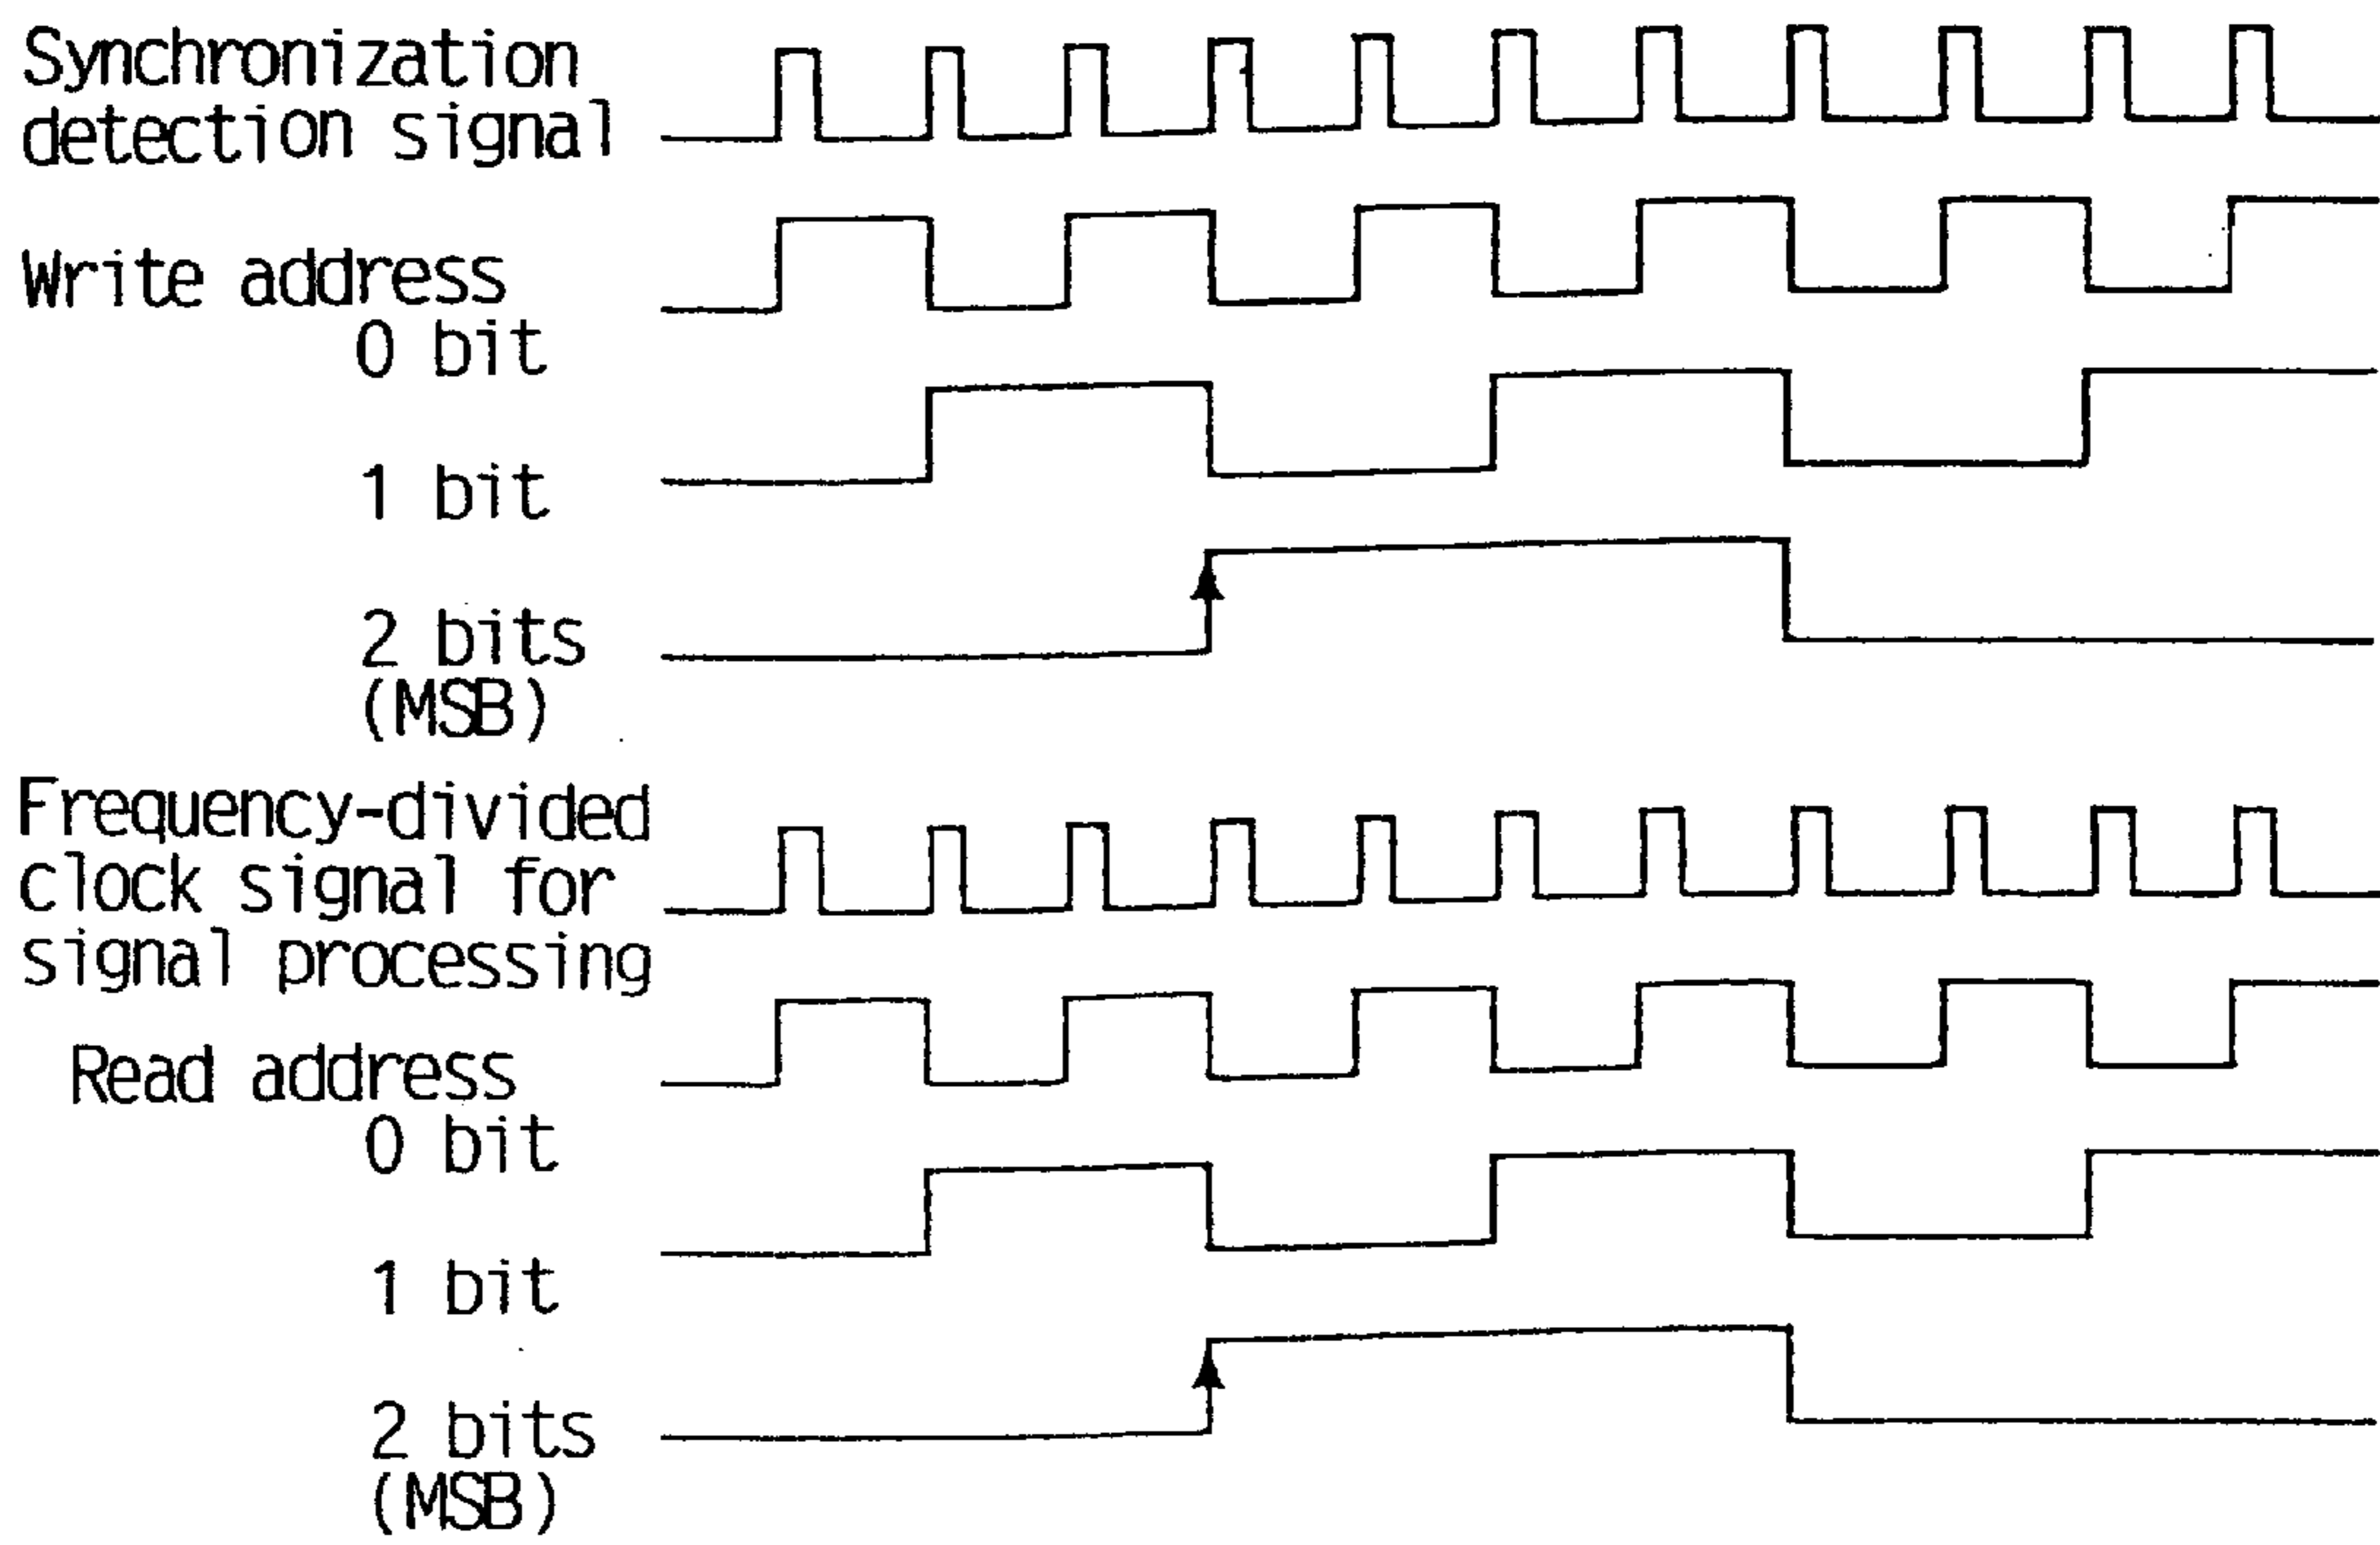 Synchronization
detection signal
Write address
0 bit
1 bit
2 bits
(MSB)
Frequency-divided
clock signal for
signal processing
Read address
0 bit
1 bit
2 bits
(MSB)